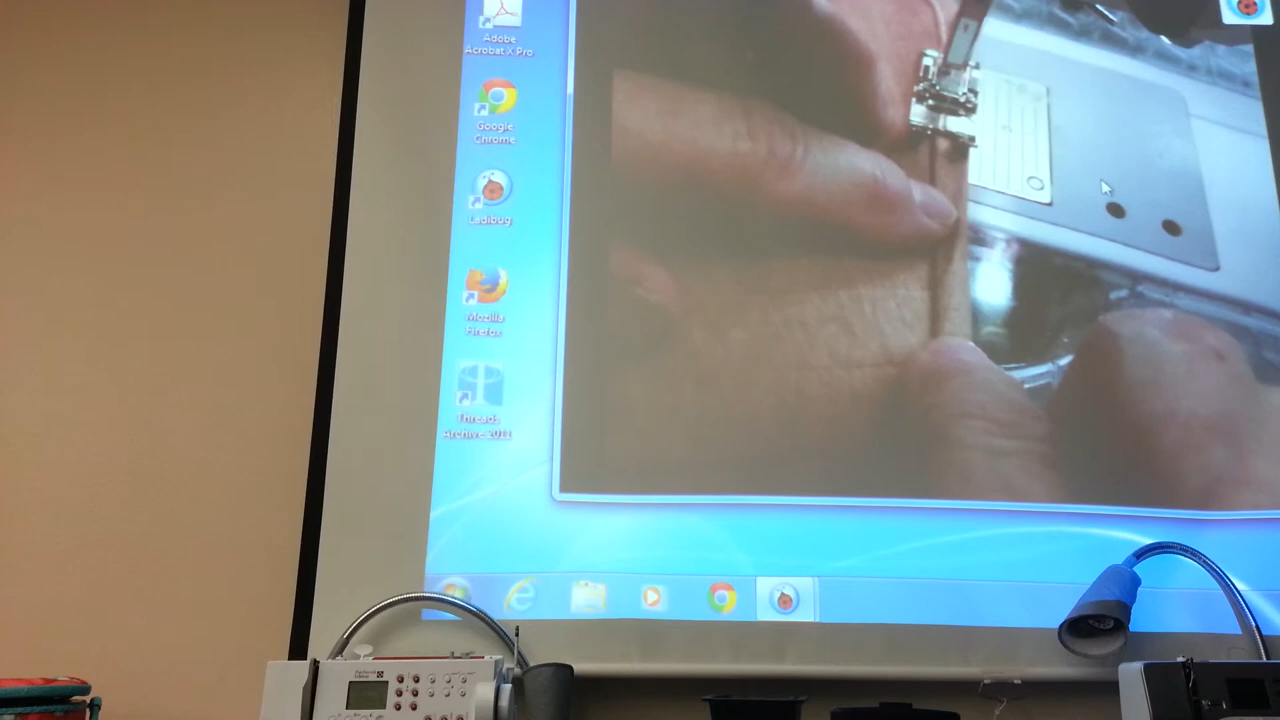 Adobe
Acrobat X Pro
Google
Chrome
Ladibug
Mozilla
Firefox
Threads
Archive 2011